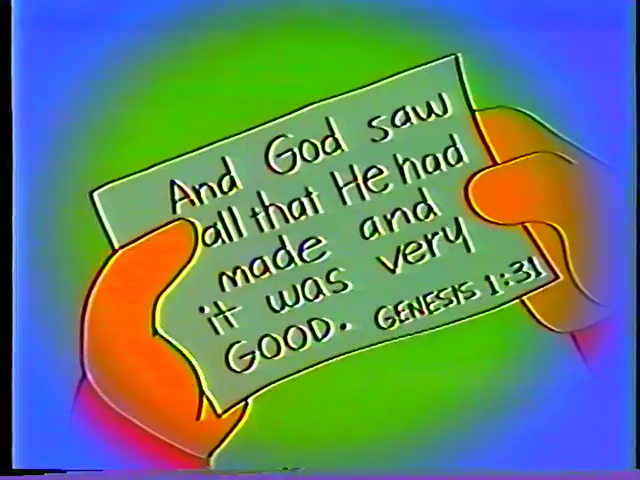 And God saw
all that He had
made and
it was very
GOOD. GENESIS 1:31